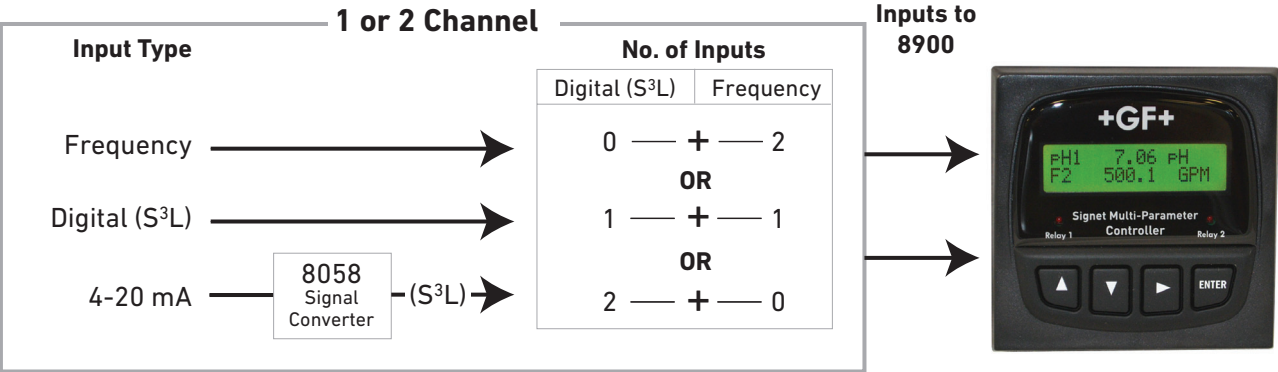 1 or 2 Channel
Input Type
No. of Inputs
Digital (S³L) Frequency
Frequency
0 + 2
OR
Digital (S³L)
1 + 1
OR
4-20 mA
8058
Signal
Converter
(S³L)
2 + 0
Inputs to
8900
+GF+
pH1 7.06 pH
F2 500.1 GPM
Signet Multi-Parameter
Controller
Relay 1
Relay 2
ENTER